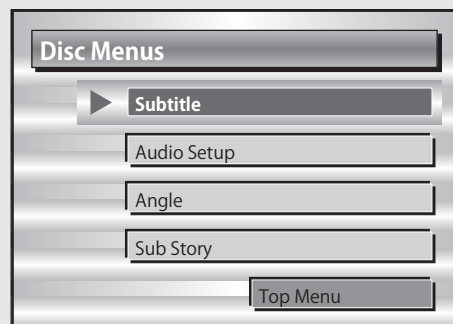 Disc Menus
Subtitle
Audio Setup
Angle
Sub Story
Top Menu